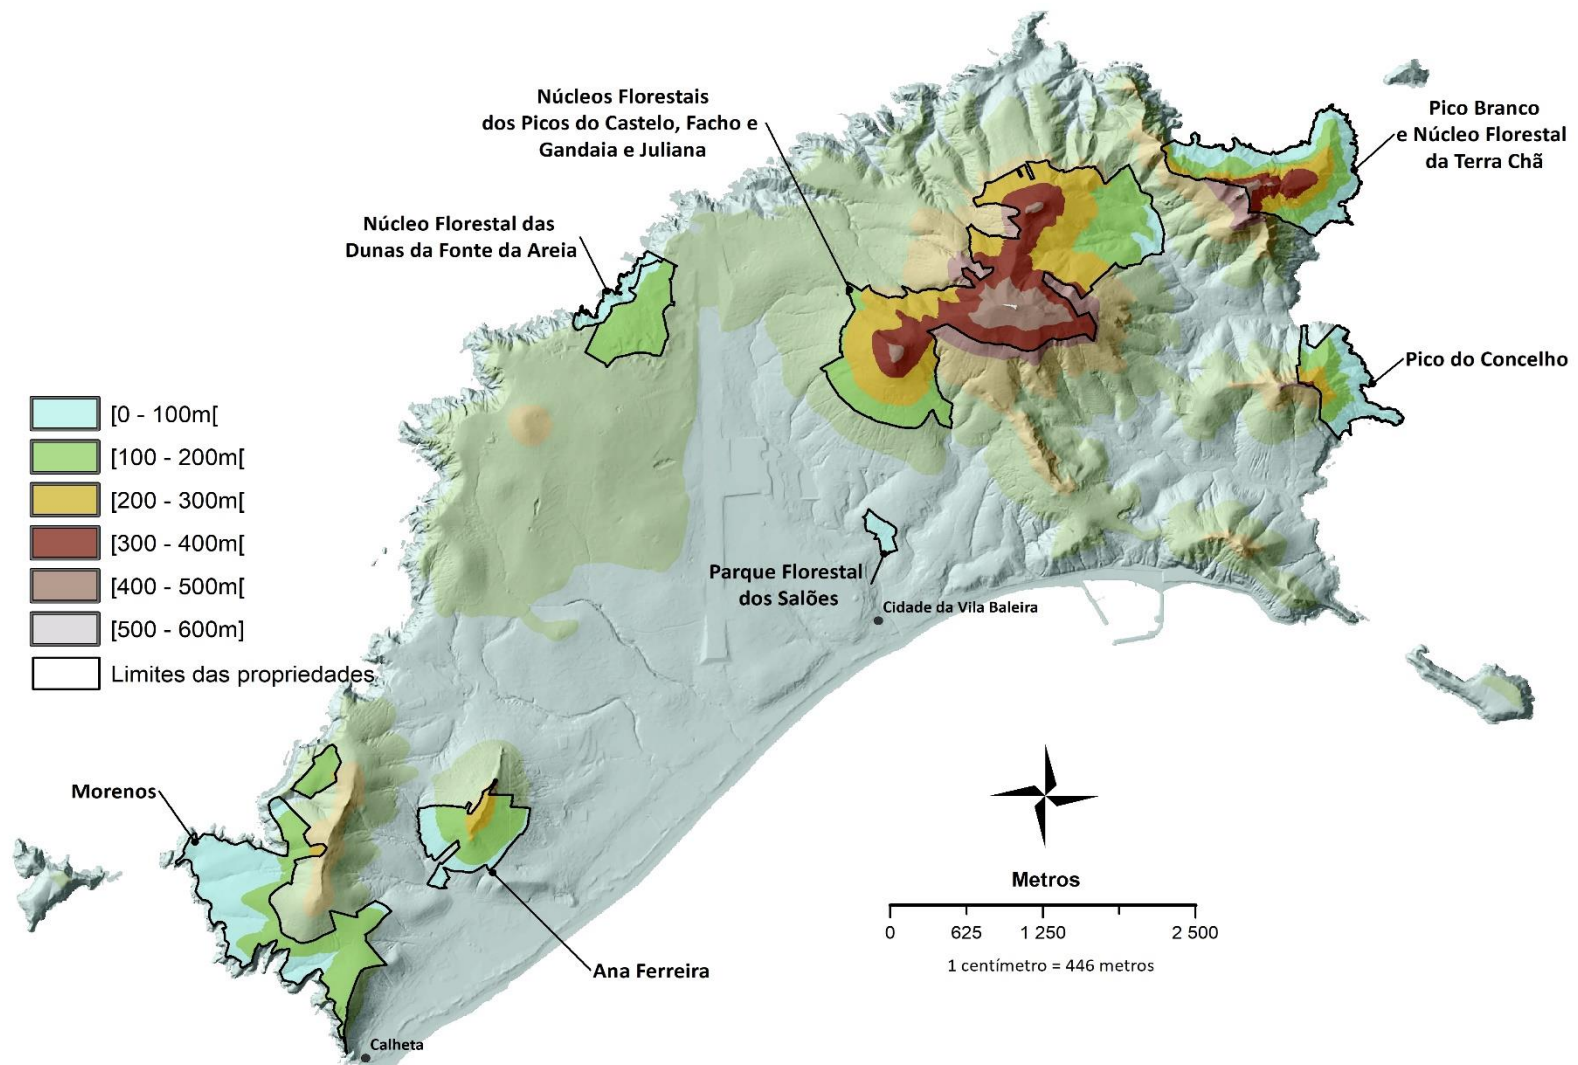 Núcleos Florestais
dos Picos do Castelo, Facho e
Gandaia e Juliana
Pico Branco
e Núcleo Florestal
da Terra Chã
Núcleo Florestal das
Dunas da Fonte da Areia
Pico do Concelho
[0 - 100m[
[100 - 200m[
[200 - 300m[
[300 - 400m[
[400 - 500m[
[500 - 600m]
Limites das propriedades
Parque Florestal
dos Salões
Cidade da Vila Baleira
Morenos
Ana Ferreira
Calheta
Metros
0 625 1 250 2 500
1 centímetro = 446 metros